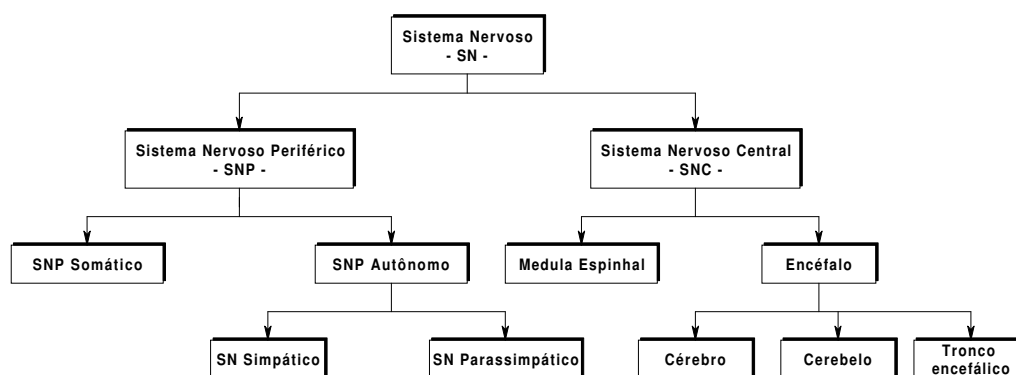 Sistema Nervoso
- SN -
Sistema Nervoso Periférico
- SNP -
Sistema Nervoso Central
- SNC -
SNP Somático
SNP Autônomo
Medula Espinhal
Encéfalo
SN Simpático
SN Parassimpático
Cérebro
Cerebelo
Tronco
encefálico